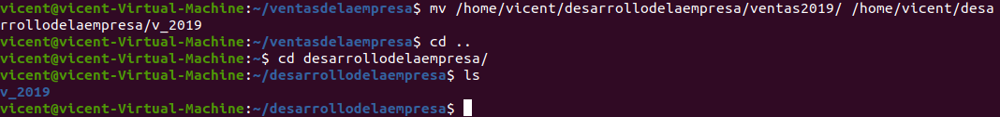 vicent@vicent-Virtual-Machine:~/ventasdelaempresa$ mv /home/vicent/desarrollodelaempresa/ventas2019/ /home/vicent/desa
rrollodelaempresa/v_2019
vicent@vicent-Virtual-Machine:~/ventasdelaempresa$ cd ..
vicent@vicent-Virtual-Machine:~$ cd desarrollodelaempresa/
vicent@vicent-Virtual-Machine:~/desarrollodelaempresa$ ls
v_2019
vicent@vicent-Virtual-Machine:~/desarrollodelaempresa$